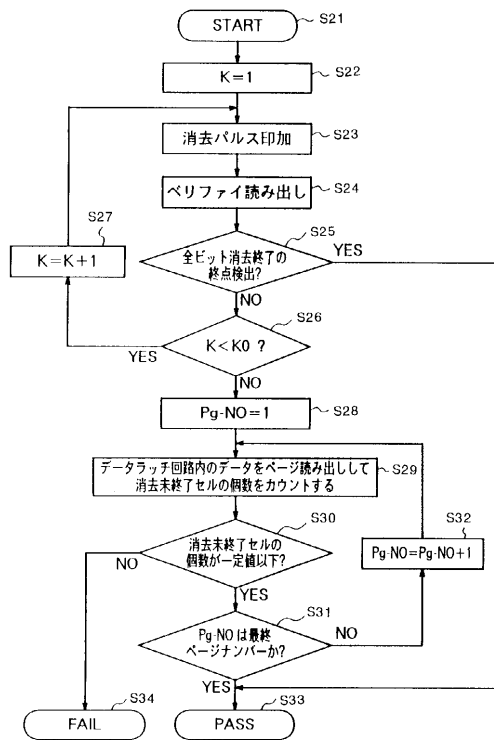 START
S21
K=1
S22
消去パルス印加
S23
ベリファイ読み出し
S24
S27
K=K+1
全ビット消去終了の
終点検出?
S25
YES
NO
K<K0 ?
S26
YES
NO
Pg-NO=1
S28
データラッチ回路内のデータをページ読み出しして
消去未終了セルの個数をカウントする
S29
消去未終了セルの
個数が一定値以下?
S30
NO
YES
S32
Pg-NO=Pg-NO+1
Pg-NOは最終
ページナンバーか?
S31
NO
YES
FAIL
S34
PASS
S33